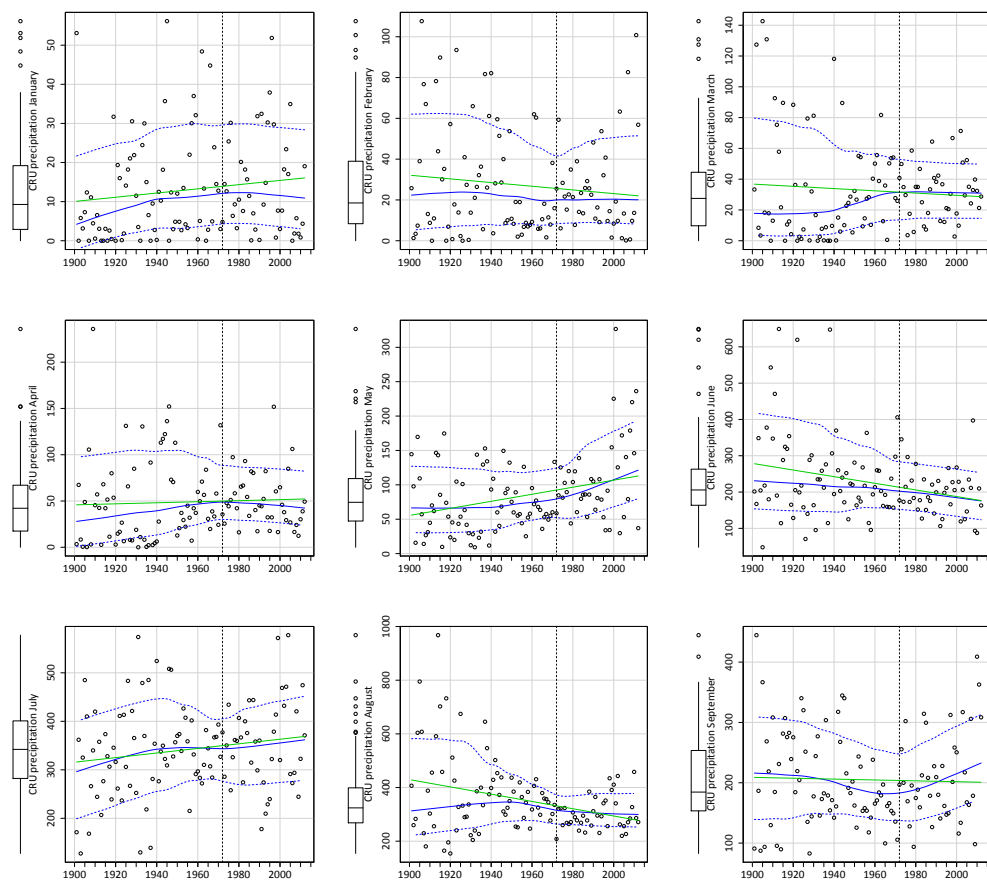 CRU precipitation January
0 10 20 30 40 50
1900 1920 1940 1960 1980 2000
CRU precipitation February
0 20 40 60 80 100
1900 1920 1940 1960 1980 2000
CRU precipitation March
0 20 40 60 80 100 120 140
1900 1920 1940 1960 1980 2000
CRU precipitation April
0 50 100 150 200
1900 1920 1940 1960 1980 2000
CRU precipitation May
0 50 100 150 200 250 300
1900 1920 1940 1960 1980 2000
CRU precipitation June
100 200 300 400 500 600
1900 1920 1940 1960 1980 2000
CRU precipitation July
200 300 400 500
1900 1920 1940 1960 1980 2000
CRU precipitation August
200 400 600 800 1000
1900 1920 1940 1960 1980 2000
CRU precipitation September
100 200 300 400
1900 1920 1940 1960 1980 2000